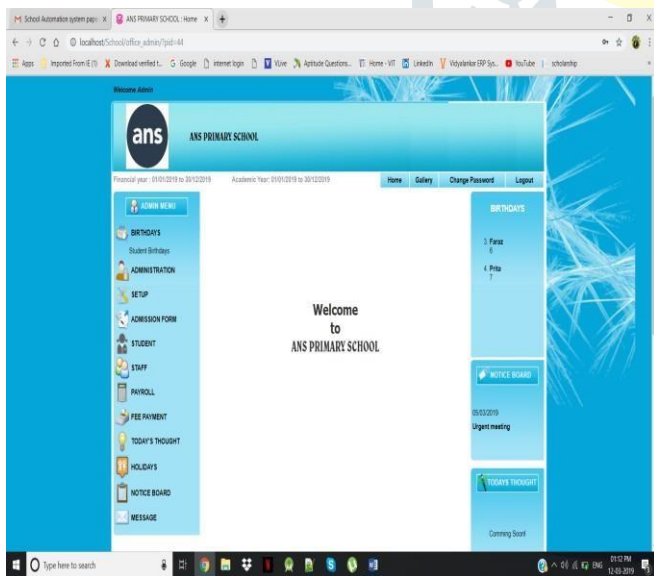 School Automation system pape
ANS PRIMARY SCHOOL : Home
localhost/School/office_admin/?pid=44
Apps Imported From IE (1) Download verified t... Google internet login VLive Aptitude Questions... Home - VIT LinkedIn Vidyalankar ERP Sys... YouTube scholarship
Welcome Admin
ans
ANS PRIMARY SCHOOL
Financial year : 01/01/2019 to 30/12/2019 Academic Year: 01/01/2019 to 30/12/2019 Home Gallery Change Password Logout
ADMIN MENU
BIRTHDAYS
Student Birthdays
ADMINISTRATION
SETUP
ADMISSION FORM
STUDENT
STAFF
PAYROLL
FEE PAYMENT
TODAY'S THOUGHT
HOLIDAYS
NOTICE BOARD
MESSAGE
Welcome
to
ANS PRIMARY SCHOOL
BIRTHDAYS
3. Faraz
6
4. Prita
7
NOTICE BOARD
05/03/2019
Urgent meeting
TODAYS THOUGHT
Comming Soon!
Type here to search
ENG
01:12 PM
12-03-2019